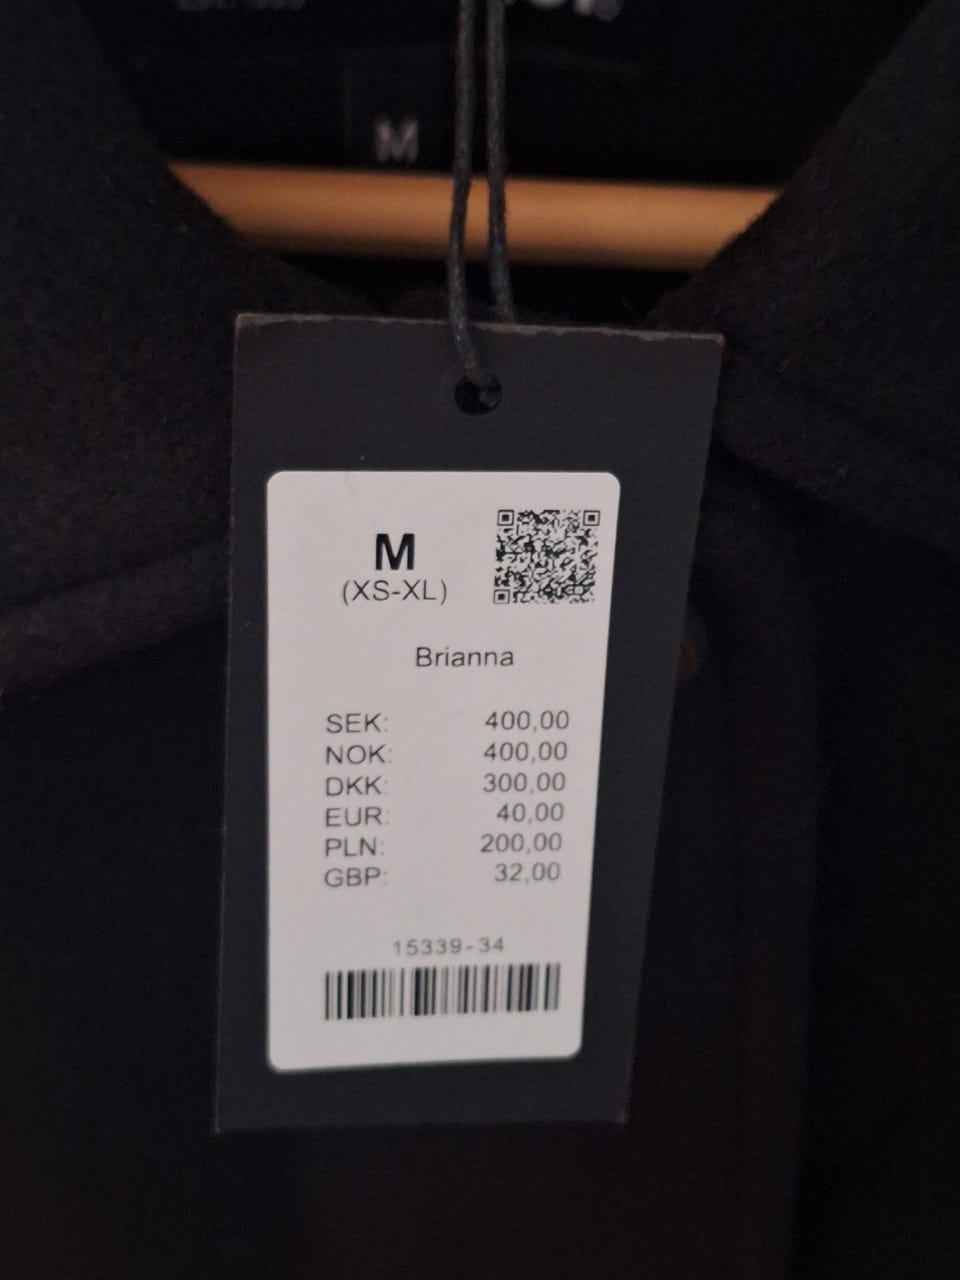 M
M
(XS-XL)
Brianna
SEK: 400,00
NOK: 400,00
DKK: 300,00
EUR: 40,00
PLN: 200,00
GBP: 32,00
15339-34